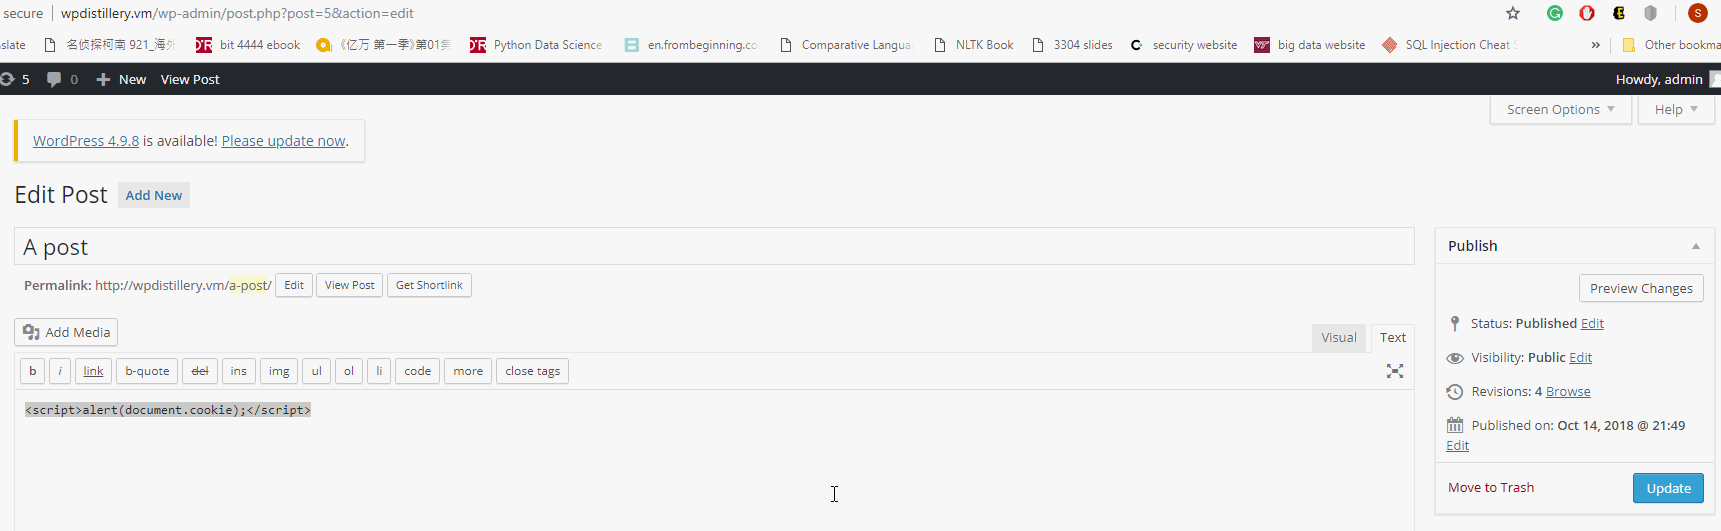 secure wpdistillery.vm/wp-admin/post.php?post=5&action=edit S
slate 名侦探柯南 921_海外 O'R bit 4444 ebook 《亿万 第一季》第01集 O'R Python Data Science en.frombeginning.co Comparative Langua NLTK Book 3304 slides security website big data website SQL Injection Cheat S » Other bookma
5 0 New View Post Howdy, admin
Screen Options Help
WordPress 4.9.8 is available! Please update now.
Edit Post Add New
A post
Permalink: http://wpdistillery.vm/a-post/ Edit View Post Get Shortlink
Add Media Visual Text
b i link b-quote del ins img ul ol li code more close tags
<script>alert(document.cookie);</script>
Publish
Preview Changes
Status: Published Edit
Visibility: Public Edit
Revisions: 4 Browse
Published on: Oct 14, 2018 @ 21:49
Edit
Move to Trash Update